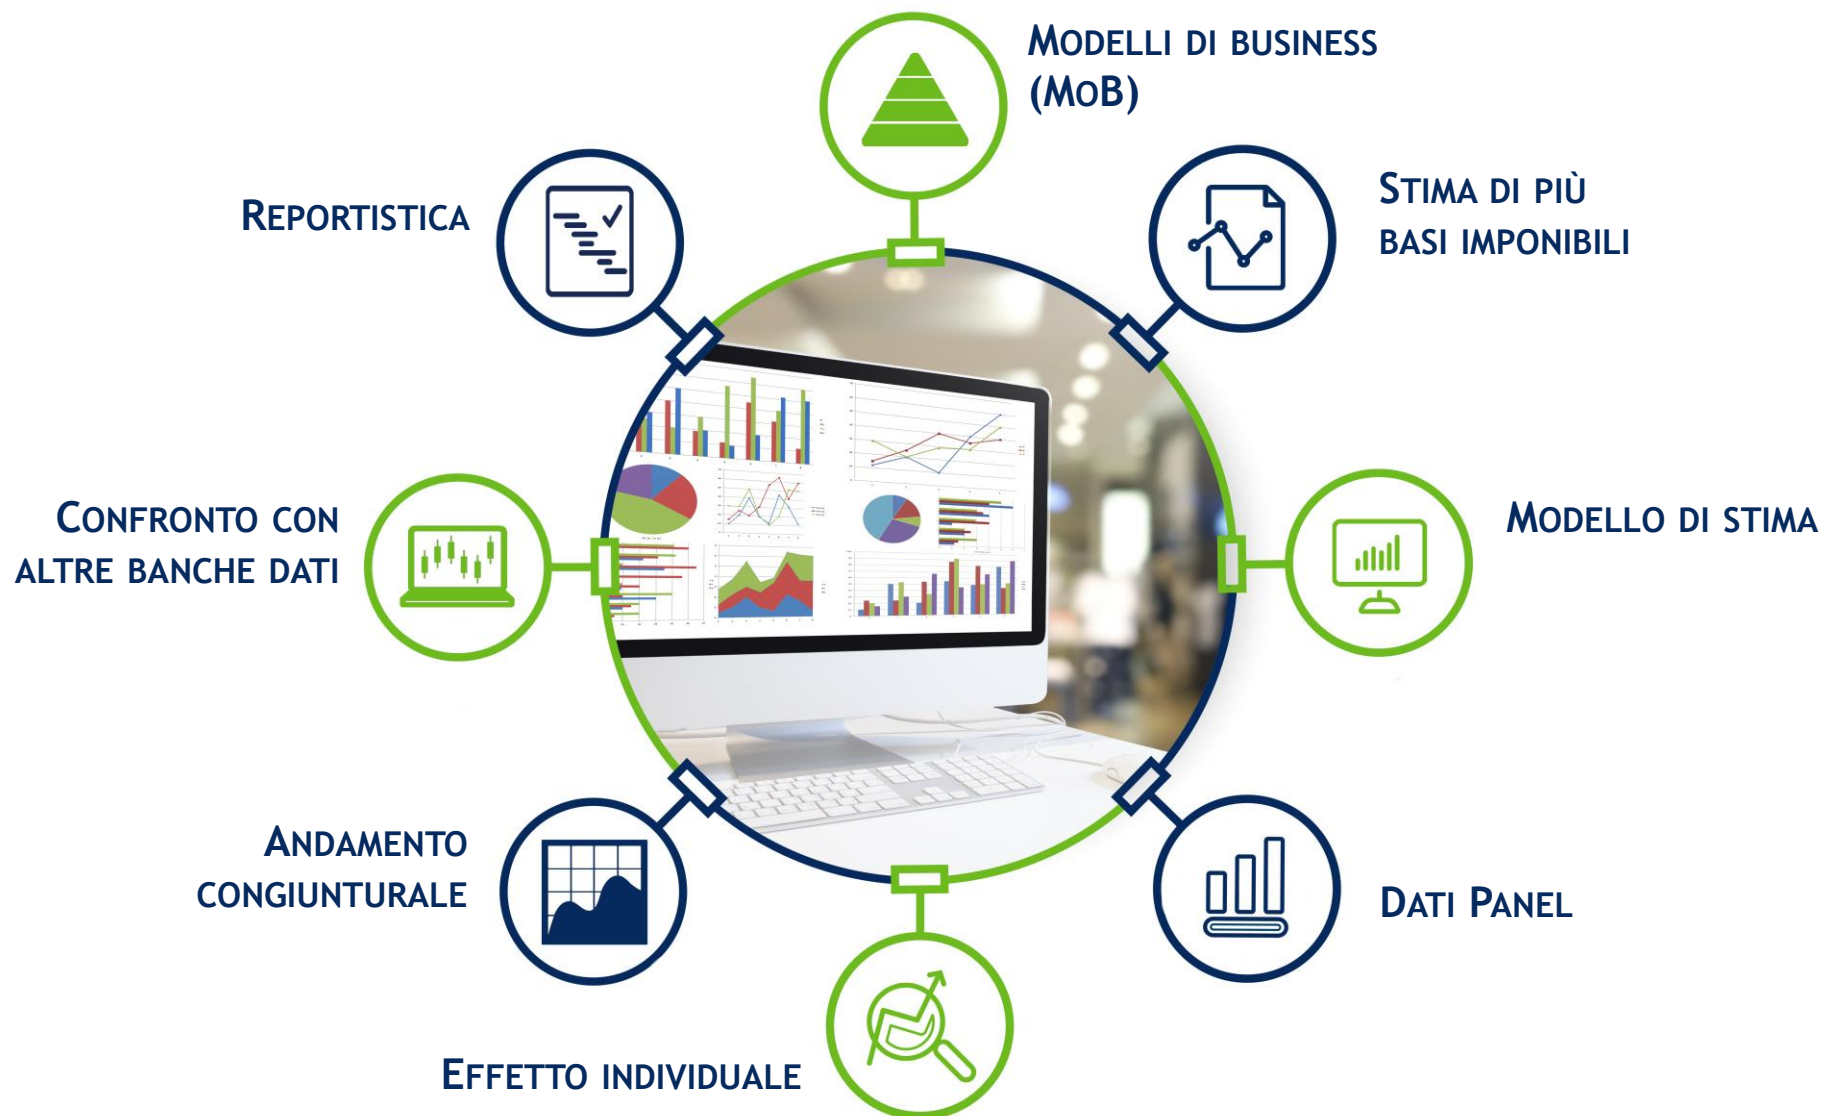 MODELLI DI BUSINESS
(MOB)
STIMA DI PIÙ
BASI IMPONIBILI
MODELLO DI STIMA
DATI PANEL
EFFETTO INDIVIDUALE
ANDAMENTO
CONGIUNTURALE
CONFRONTO CON
ALTRE BANCHE DATI
REPORTISTICA